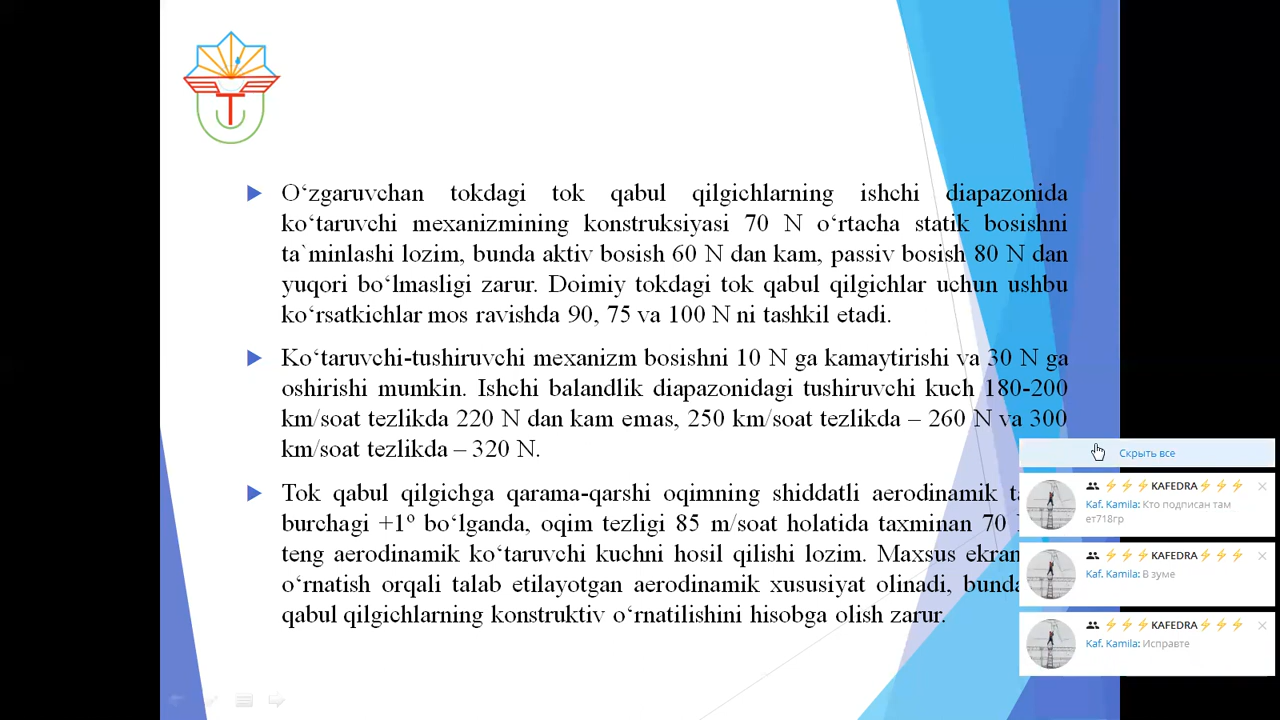 O‘zgaruvchan tokdagi tok qabul qilgichlarning ishchi diapazonida
ko‘taruvchi mexanizmining konstruksiyasi 70 N o‘rtacha statik bosishni
ta`minlashi lozim, bunda aktiv bosish 60 N dan kam, passiv bosish 80 N dan
yuqori bo‘lmasligi zarur. Doimiy tokdagi tok qabul qilgichlar uchun ushbu
ko‘rsatkichlar mos ravishda 90, 75 va 100 N ni tashkil etadi.
Ko‘taruvchi-tushiruvchi mexanizm bosishni 10 N ga kamaytirishi va 30 N ga
oshirishi mumkin. Ishchi balandlik diapazonidagi tushiruvchi kuch 180-200
km/soat tezlikda 220 N dan kam emas, 250 km/soat tezlikda – 260 N va 300
km/soat tezlikda – 320 N.
Tok qabul qilgichga qarama-qarshi oqimning shiddatli aerodinamik
burchagi +1º bo‘lganda, oqim tezligi 85 m/soat holatida taxminan 70
teng aerodinamik ko‘taruvchi kuchni hosil qilishi lozim. Maxsus
o‘rnatish orqali talab etilayotgan aerodinamik xususiyat olinadi,
qabul qilgichlarning konstruktiv o‘rnatilishini hisobga olish zarur.
Скрыть все
⚡⚡⚡KAFEDRA⚡⚡⚡
Kaf. Kamila: Кто подписан там
ет718гр
⚡⚡⚡KAFEDRA⚡⚡⚡
Kaf. Kamila: В зуме
⚡⚡⚡KAFEDRA⚡⚡⚡
Kaf. Kamila: Исправте